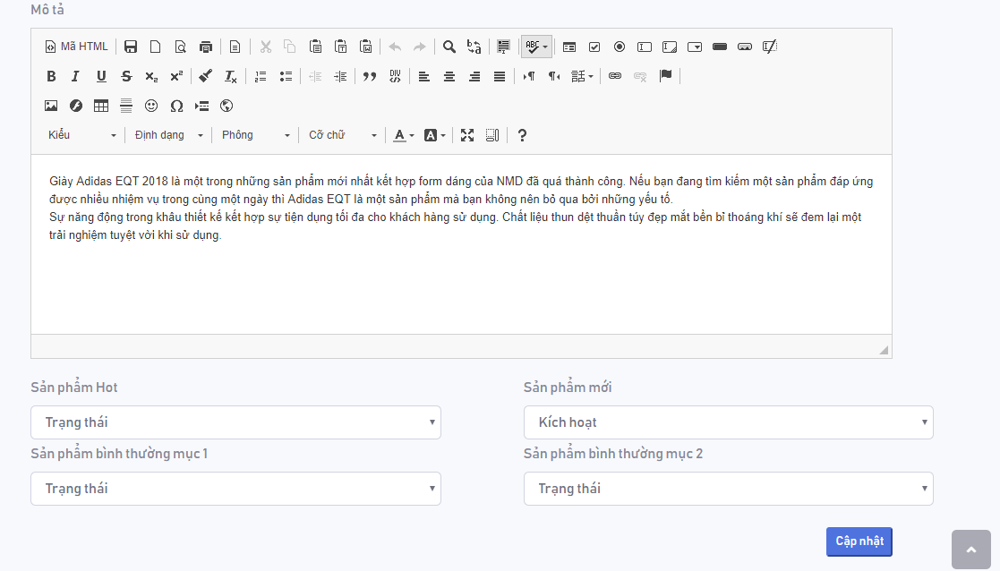 Mô tả
Mã HTML
ABC
B I U S x₂ x² Iₓ
DIV
Ω
Kiểu Định dạng Phông Cỡ chữ A A ?
Giày Adidas EQT 2018 là một trong những sản phẩm mới nhất kết hợp form dáng của NMD đã quá thành công. Nếu bạn đang tìm kiếm một sản phẩm đáp ứng
được nhiều nhiệm vụ trong cùng một ngày thì Adidas EQT là một sản phẩm mà bạn không nên bỏ qua bởi những yếu tố.
Sự năng động trong khâu thiết kế kết hợp sự tiện dụng tối đa cho khách hàng sử dụng. Chất liệu thun dệt thuần túy đẹp mắt bền bỉ thoáng khí sẽ đem lại một
trải nghiệm tuyệt vời khi sử dụng.
Sản phẩm Hot Sản phẩm mới
Trạng thái Kích hoạt
Sản phẩm bình thường mục 1 Sản phẩm bình thường mục 2
Trạng thái Trạng thái
Cập nhật